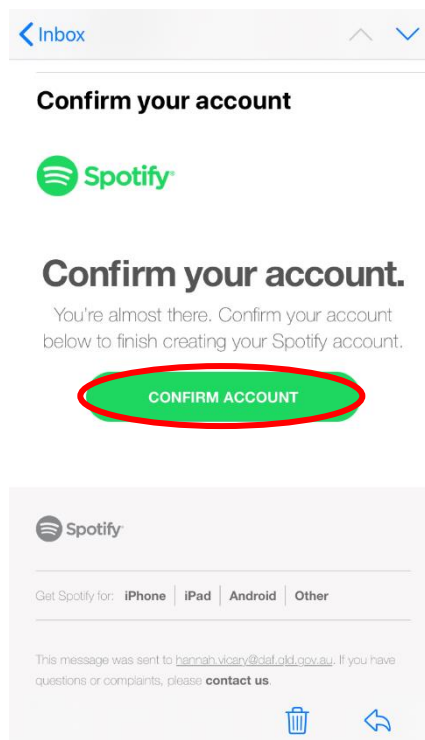 Inbox
Confirm your account
Spotify
Confirm your account.
You're almost there. Confirm your account
below to finish creating your Spotify account.
CONFIRM ACCOUNT
Spotify
Get Spotify for: iPhone iPad Android Other
This message was sent to hannah.vicary@daf.qld.gov.au. If you have
questions or complaints, please contact us.